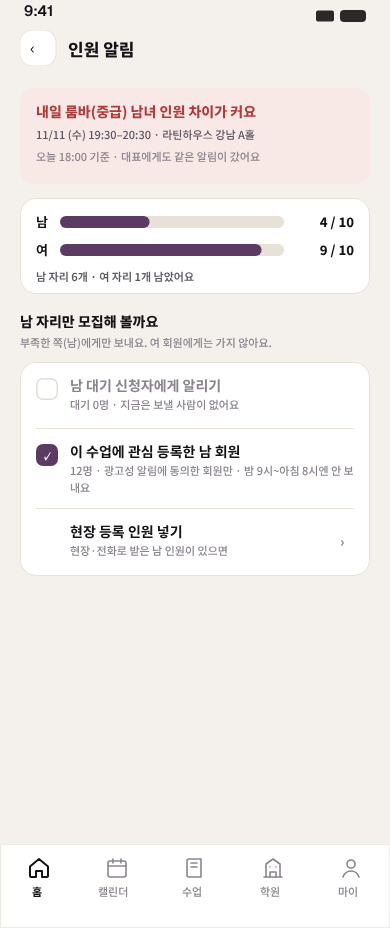 9:41
‹ 인원 알림
내일 룸바(중급) 남녀 인원 차이가 커요
11/11 (수) 19:30–20:30 · 라틴하우스 강남 A홀
오늘 18:00 기준 · 대표에게도 같은 알림이 갔어요
남 4 / 10
여 9 / 10
남 자리 6개 · 여 자리 1개 남았어요
남 자리만 모집해 볼까요
부족한 쪽(남)에게만 보내요. 여 회원에게는 가지 않아요.
남 대기 신청자에게 알리기
대기 0명 · 지금은 보낼 사람이 없어요
✓ 이 수업에 관심 등록한 남 회원
12명 · 광고성 알림에 동의한 회원만 · 밤 9시~아침 8시엔 안 보
내요
현장 등록 인원 넣기
현장·전화로 받은 남 인원이 있으면 ›
홈 캘린더 수업 학원 마이